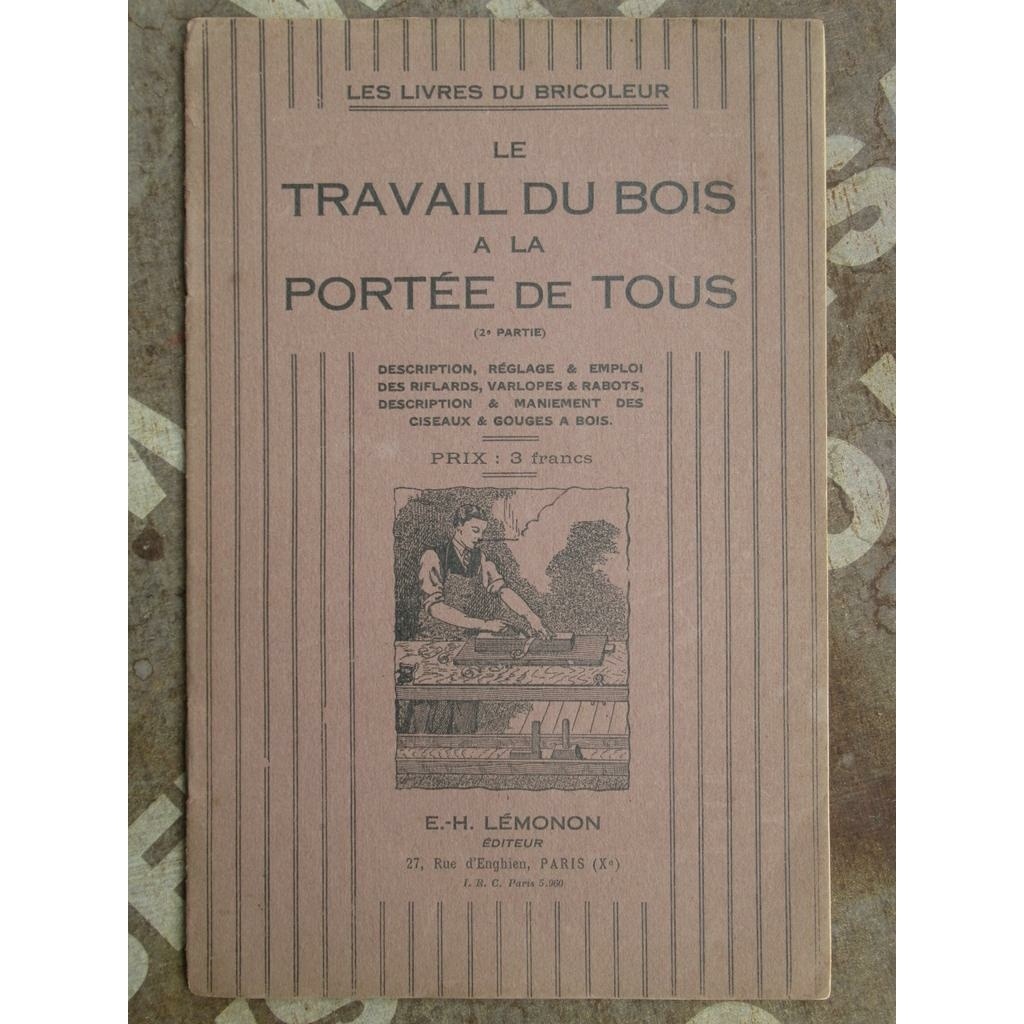 LES LIVRES DU BRICOLEUR
LE
TRAVAIL DU BOIS
A LA
PORTÉE DE TOUS
(2e PARTIE)
DESCRIPTION, RÉGLAGE & EMPLOI
DES RIFLARDS, VARLOPES & RABOTS,
DESCRIPTION & MANIEMENT DES
CISEAUX & GOUGES A BOIS.
PRIX : 3 francs
E.-H. LÉMONON
ÉDITEUR
27, Rue d'Enghien, PARIS (Xe)
I. R. C. Paris 5.960